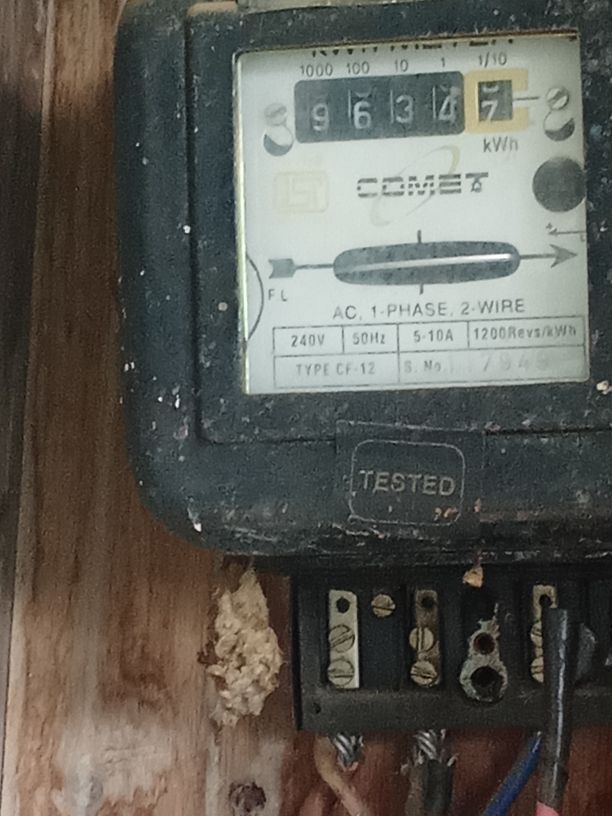 1000 100 10 1 1/10
9 6 3 4 7
kWh
ISI
COMET
F L
AC, 1-PHASE, 2-WIRE
240V 50Hz 5-10A 1200Revs/kWh
TYPE CF-12 S. No.
TESTED